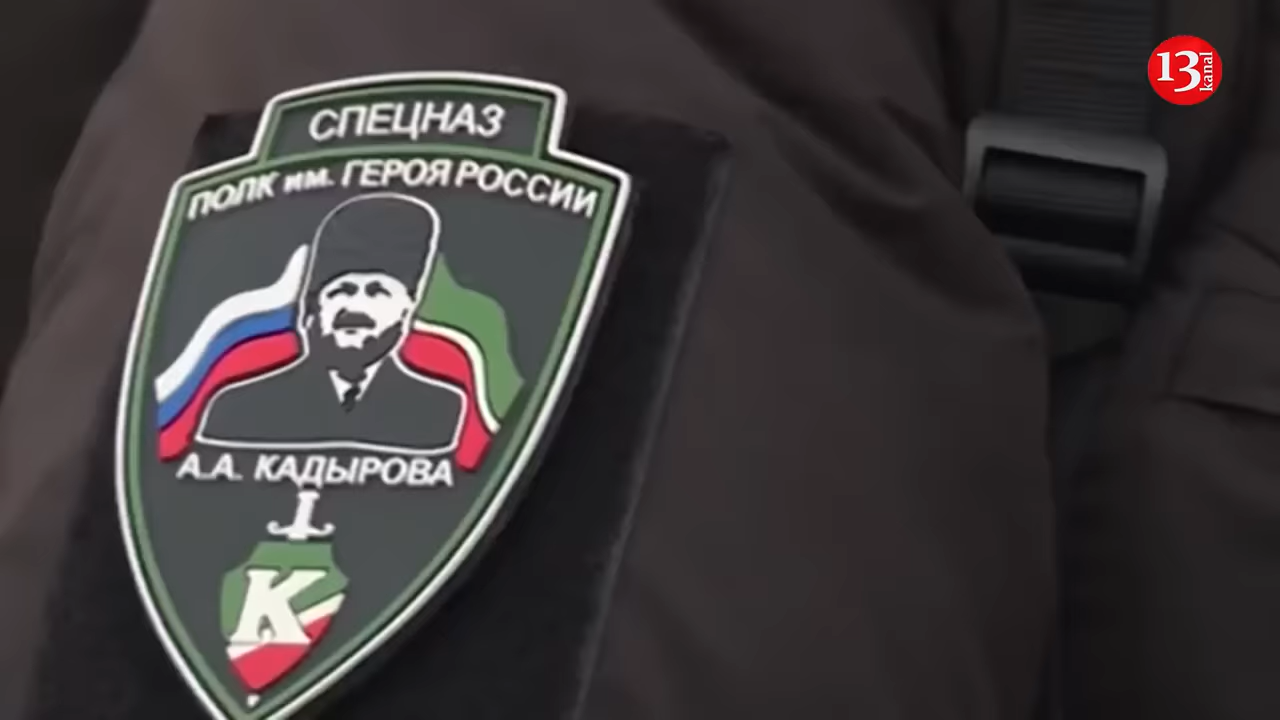 СПЕЦНАЗ
ПОЛК им. ГЕРОЯ РОССИИ
А.А. КАДЫРОВА
К
13 kanal